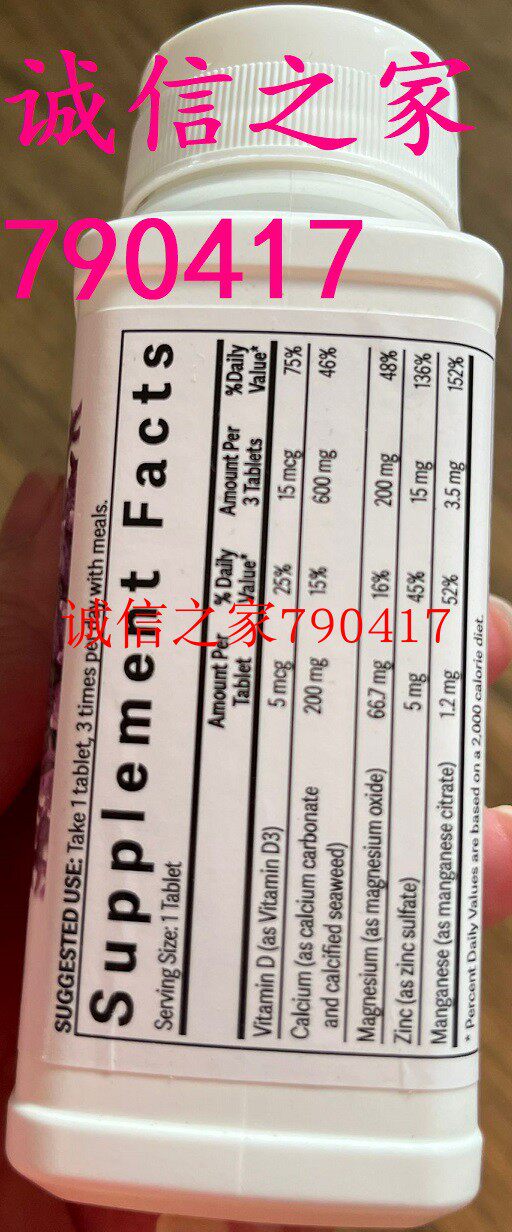 诚信之家
790417
诚信之家790417
SUGGESTED USE: Take 1 tablet, 3 times per day with meals.
Supplement Facts
Serving Size: 1 Tablet
Amount Per Tablet % Daily Value* Amount Per 3 Tablets %Daily Value*
Vitamin D (as Vitamin D3) 5 mcg 25% 15 mcg 75%
Calcium (as calcium carbonate
and calcified seaweed) 200 mg 15% 600 mg 46%
Magnesium (as magnesium oxide) 66.7 mg 16% 200 mg 48%
Zinc (as zinc sulfate) 5 mg 45% 15 mg 136%
Manganese (as manganese citrate) 1.2 mg 52% 3.5 mg 152%
* Percent Daily Values are based on a 2,000 calorie diet.